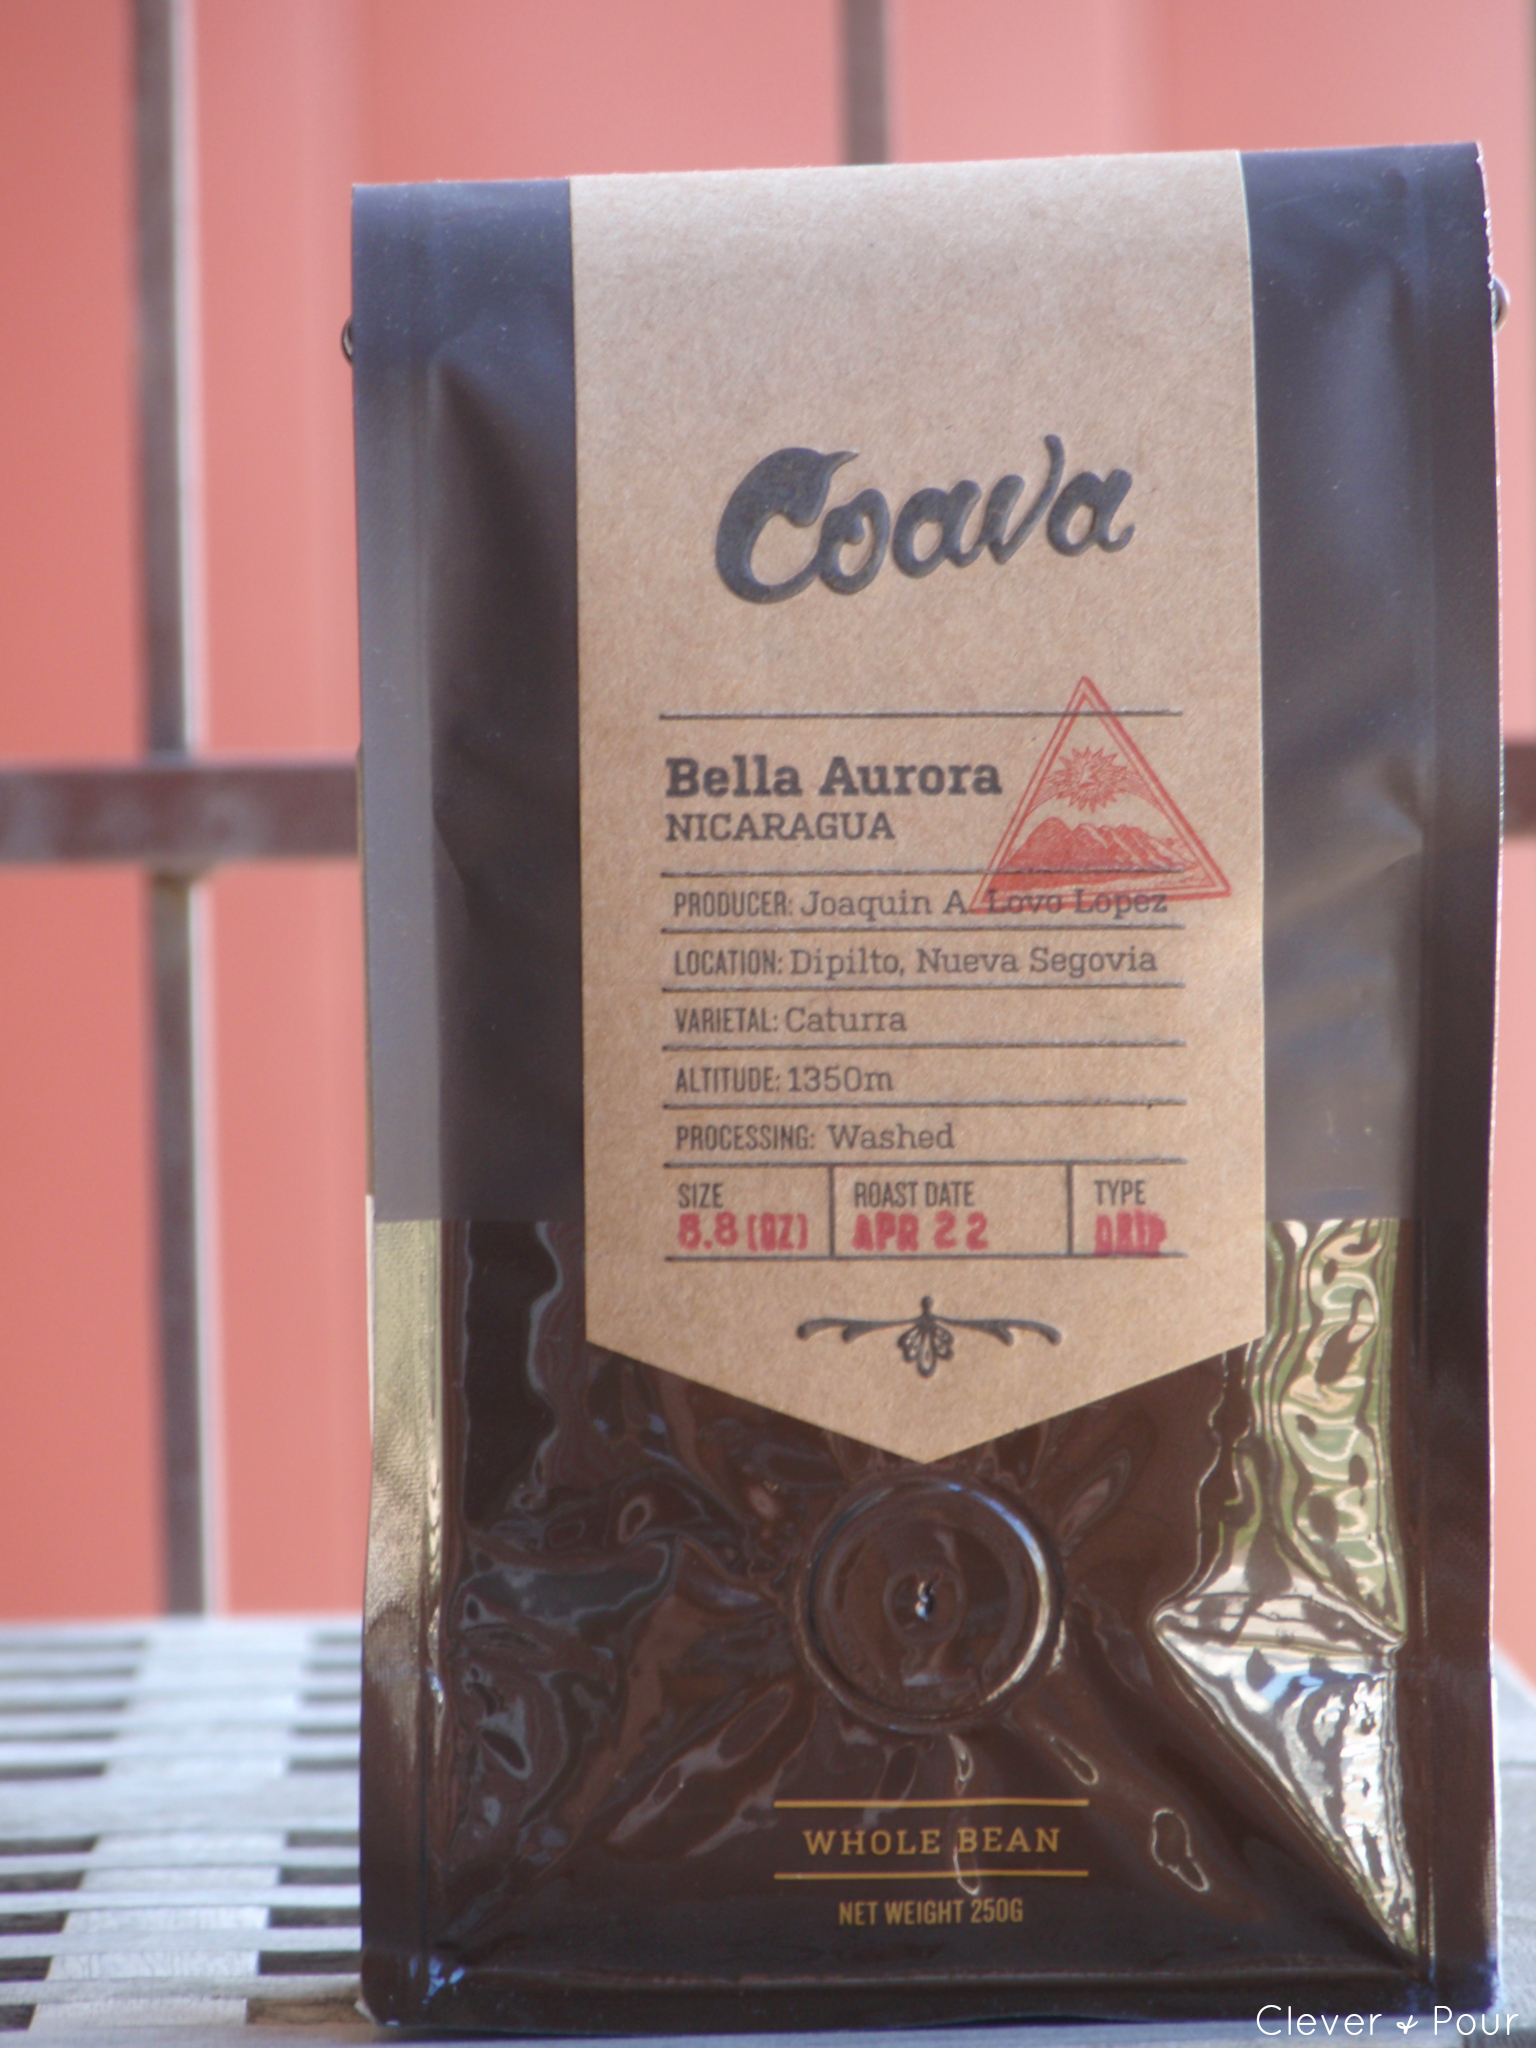 Coava
Bella Aurora
NICARAGUA
PRODUCER: Joaquin A. Lovo Lopez
LOCATION: Dipilto, Nueva Segovia
VARIETAL: Caturra
ALTITUDE: 1350m
PROCESSING: Washed
SIZE ROAST DATE TYPE
8.8 (OZ) APR 22 DRIP
WHOLE BEAN
NET WEIGHT 250G
Clever & Pour